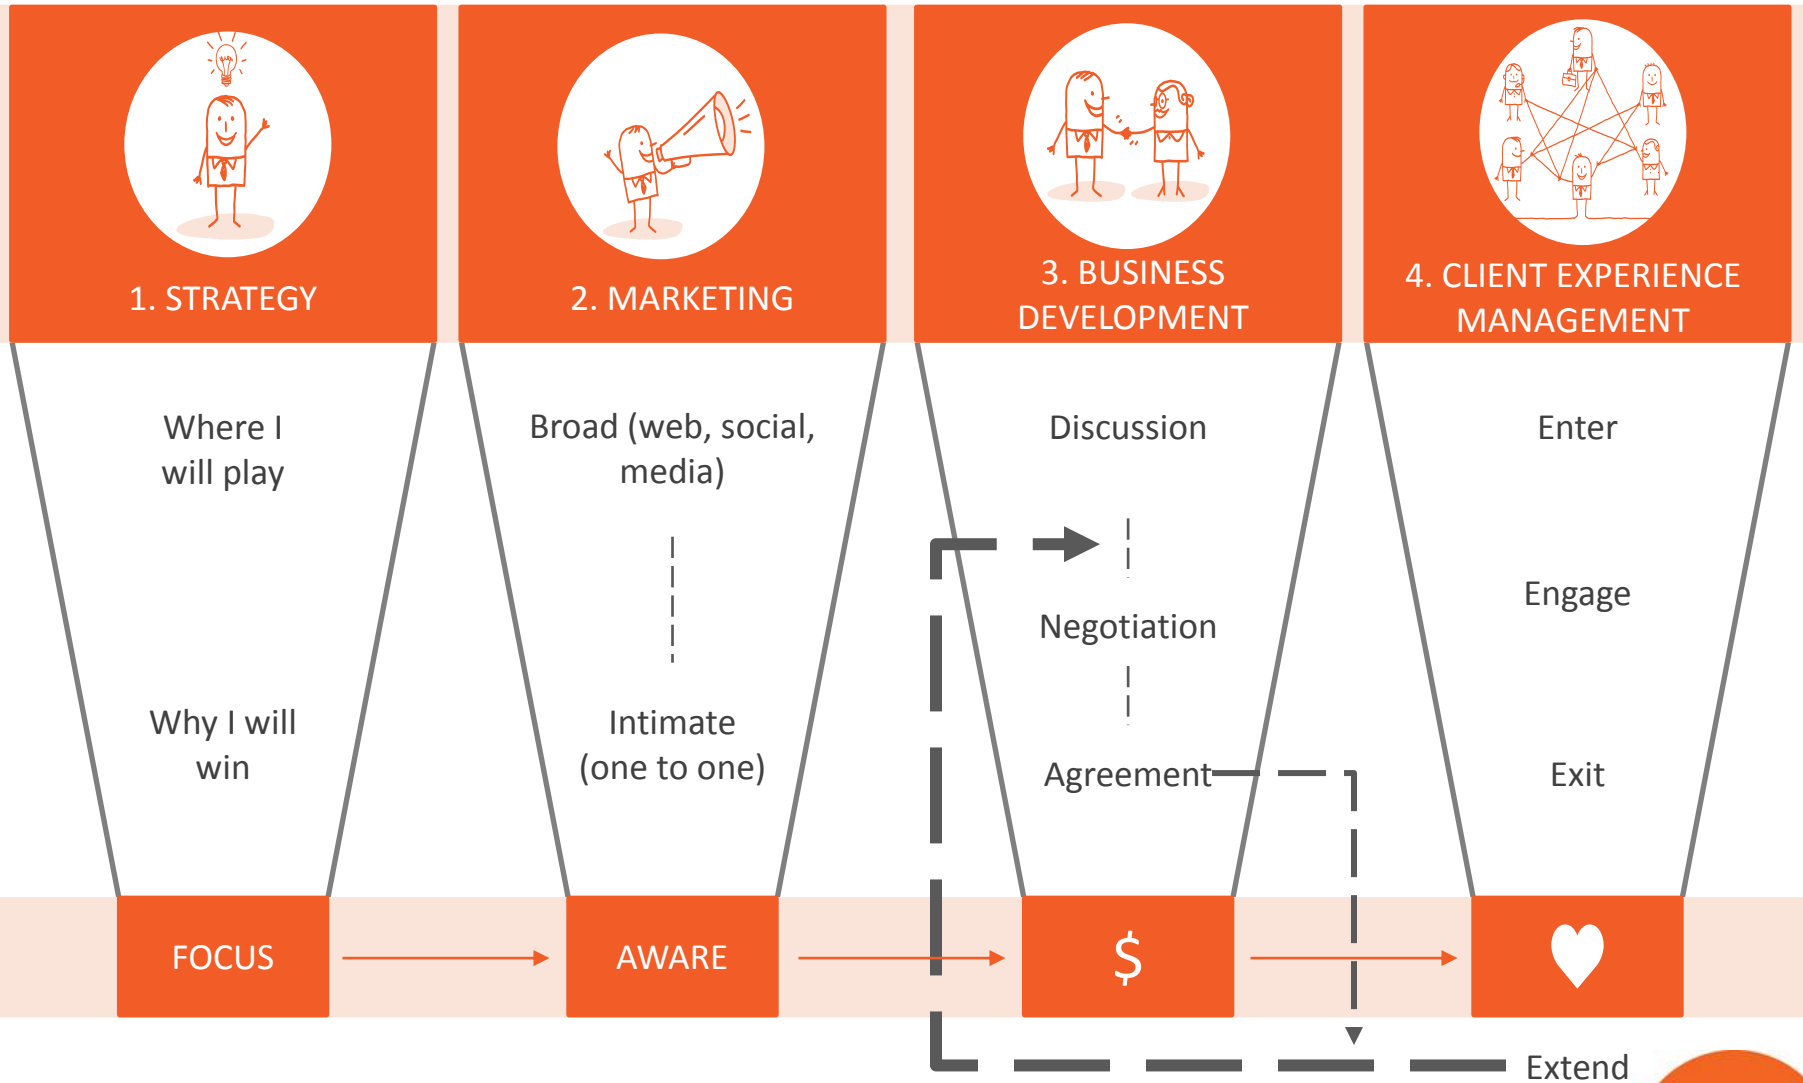 1. STRATEGY
2. MARKETING
3. BUSINESS
DEVELOPMENT
4. CLIENT EXPERIENCE
MANAGEMENT
Where I
will play
Why I will
win
Broad (web, social,
media)
Intimate
(one to one)
Discussion
Negotiation
Agreement
Enter
Engage
Exit
FOCUS
AWARE
$
Extend